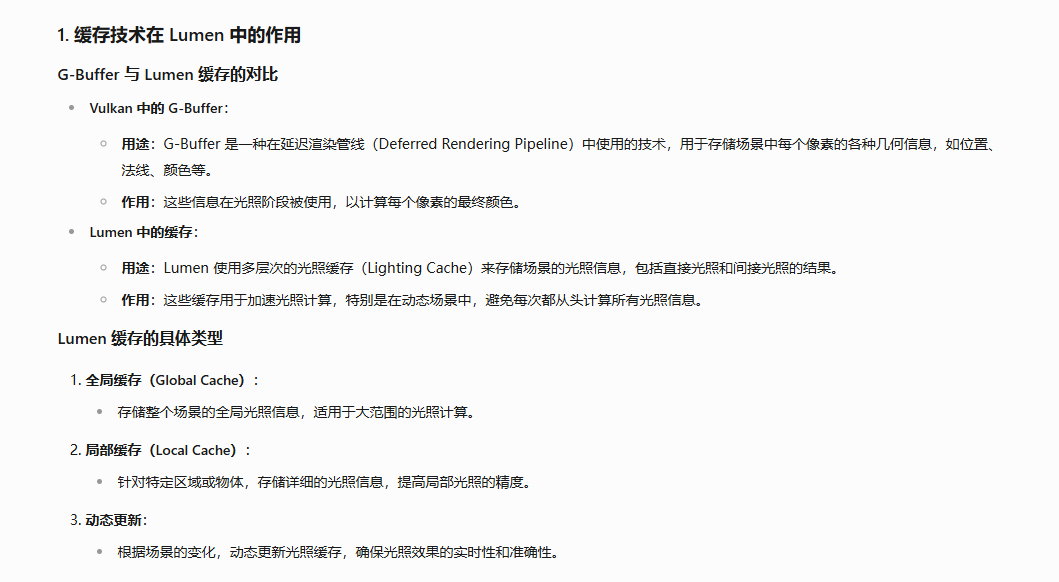 1. 缓存技术在 Lumen 中的作用
G-Buffer 与 Lumen 缓存的对比
Vulkan 中的 G-Buffer：
用途：G-Buffer 是一种在延迟渲染管线（Deferred Rendering Pipeline）中使用的技术，用于存储场景中每个像素的各种几何信息，如位置、
法线、颜色等。
作用：这些信息在光照阶段被使用，以计算每个像素的最终颜色。
Lumen 中的缓存：
用途：Lumen 使用多层次的光照缓存（Lighting Cache）来存储场景的光照信息，包括直接光照和间接光照的结果。
作用：这些缓存用于加速光照计算，特别是在动态场景中，避免每次都从头计算所有光照信息。
Lumen 缓存的具体类型
1. 全局缓存（Global Cache）：
存储整个场景的全局光照信息，适用于大范围的光照计算。
2. 局部缓存（Local Cache）：
针对特定区域或物体，存储详细的光照信息，提高局部光照的精度。
3. 动态更新：
根据场景的变化，动态更新光照缓存，确保光照效果的实时性和准确性。